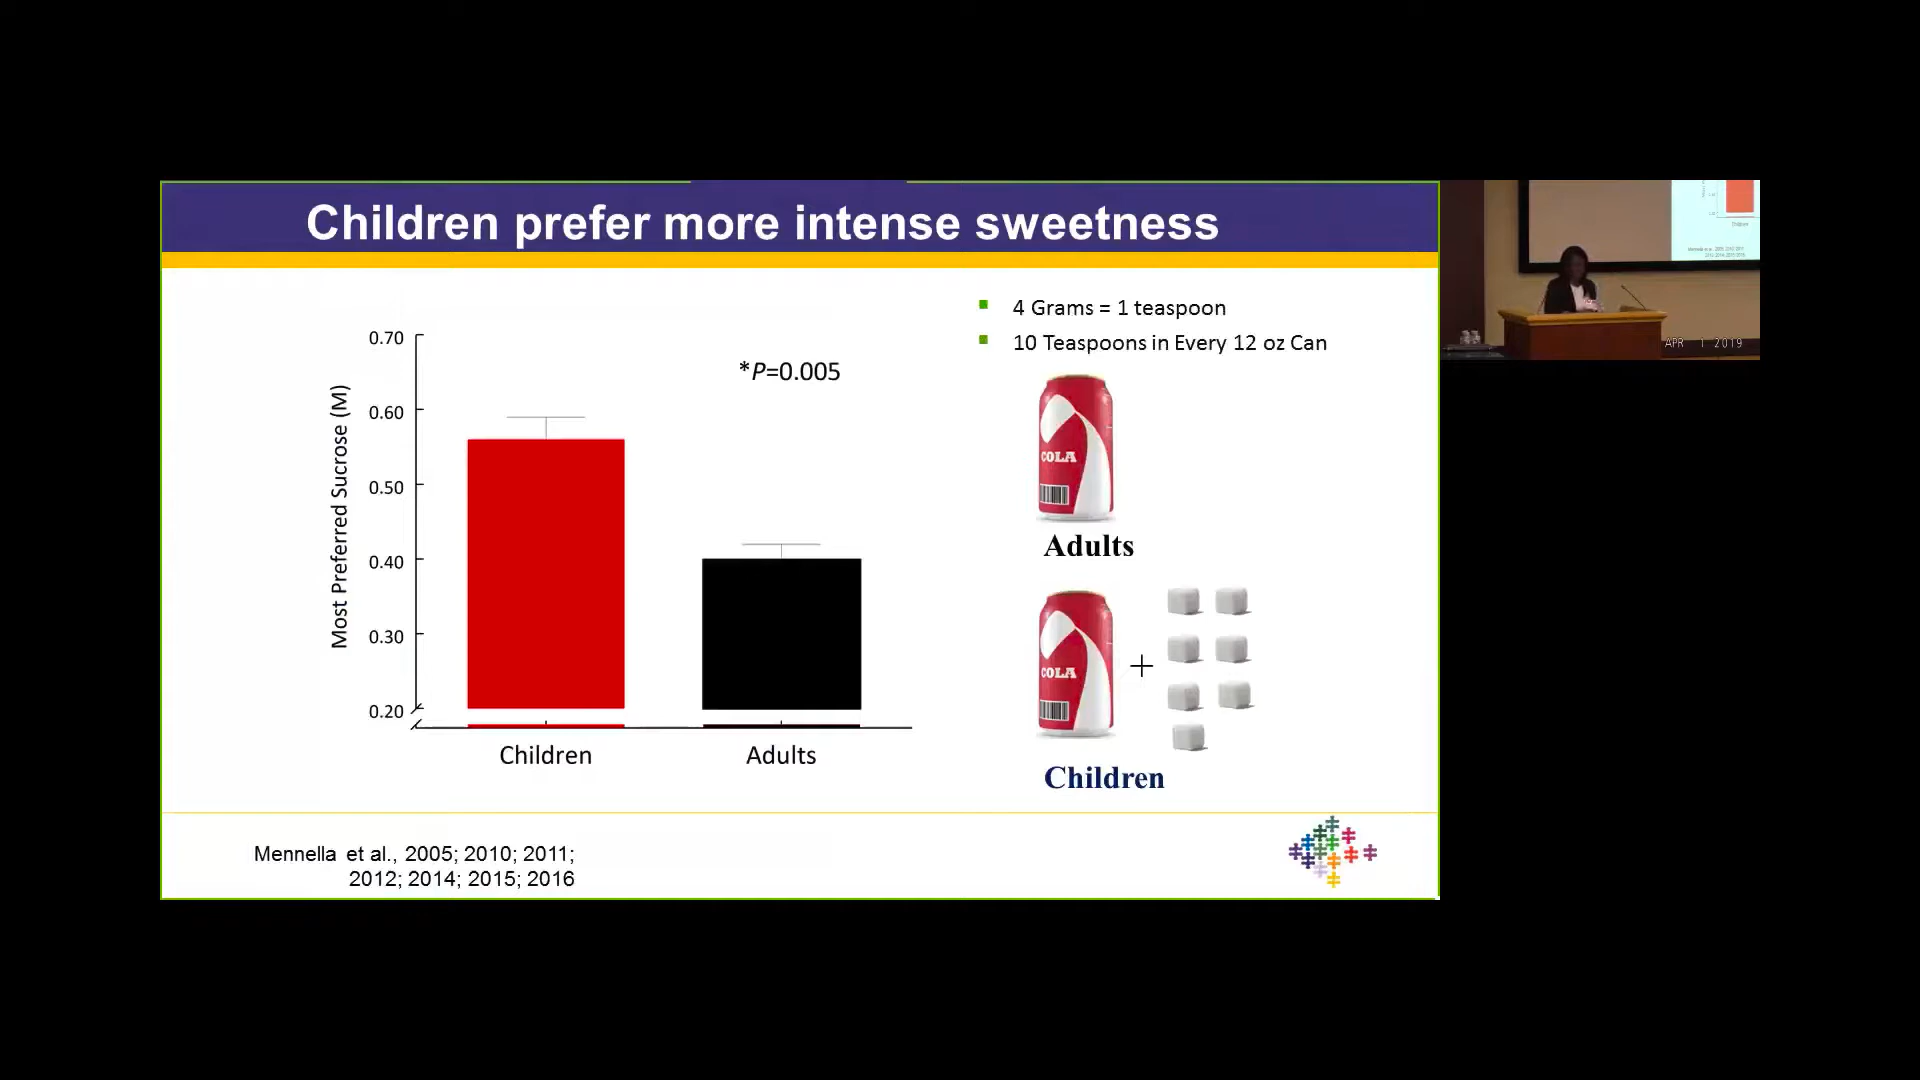 Children prefer more intense sweetness
4 Grams = 1 teaspoon
10 Teaspoons in Every 12 oz Can
*P=0.005
Most Preferred Sucrose (M)
0.70
0.60
0.50
0.40
0.30
0.20
Children
Adults
COLA
Adults
COLA
+
Children
Mennella et al., 2005; 2010; 2011;
2012; 2014; 2015; 2016
APR 1 2019